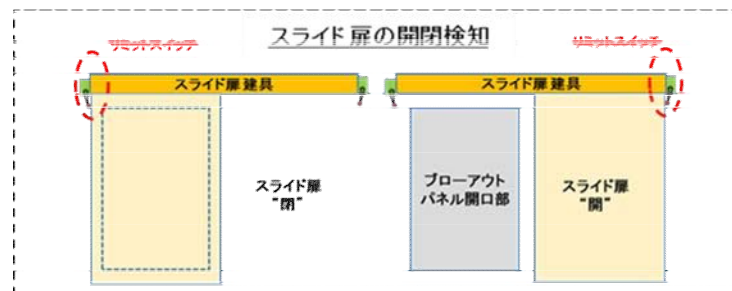 スライド扉の開閉検知
リミットスイッチ
リミットスイッチ
スライド扉建具
スライド扉建具
スライド扉
“閉”
ブローアウト
パネル開口部
スライド扉
“開”